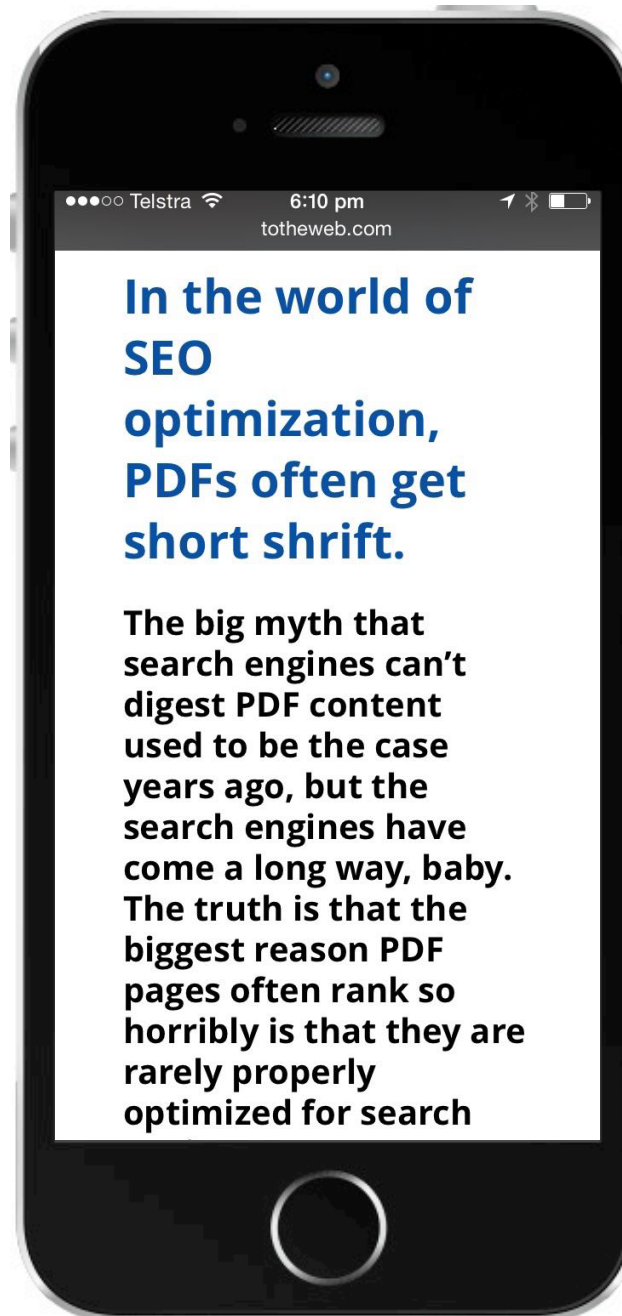 Telstra 6:10 pm
totheweb.com
In the world of
SEO
optimization,
PDFs often get
short shrift.
The big myth that
search engines can’t
digest PDF content
used to be the case
years ago, but the
search engines have
come a long way, baby.
The truth is that the
biggest reason PDF
pages often rank so
horribly is that they are
rarely properly
optimized for search